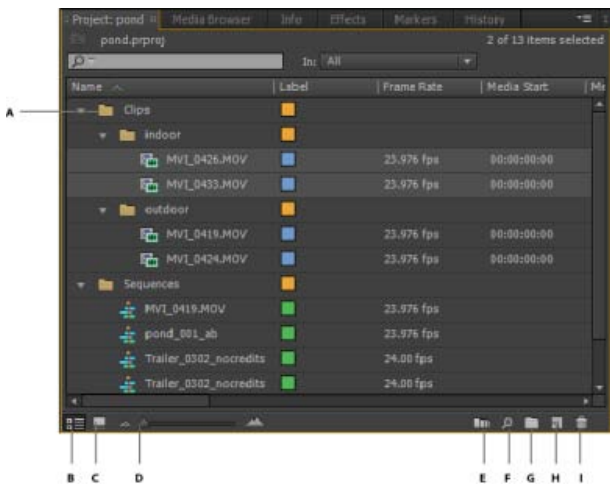 Project: pond Media Browser Info Effects Markers History
pond.prproj 2 of 13 items selected
In: All
Name Label Frame Rate Media Start Me
A Clips
indoor
MVI_0426.MOV 23.976 fps 00:00:00:00
MVI_0433.MOV 23.976 fps 00:00:00:00
outdoor
MVI_0419.MOV 23.976 fps 00:00:00:00
MVI_0424.MOV 23.976 fps 00:00:00:00
Sequences
MVI_0419.MOV 23.976 fps
pond_001_ab 23.976 fps
Trailer_0302_nocredits 24.00 fps
Trailer_0302_nocredits 24.00 fps
B C D E F G H I